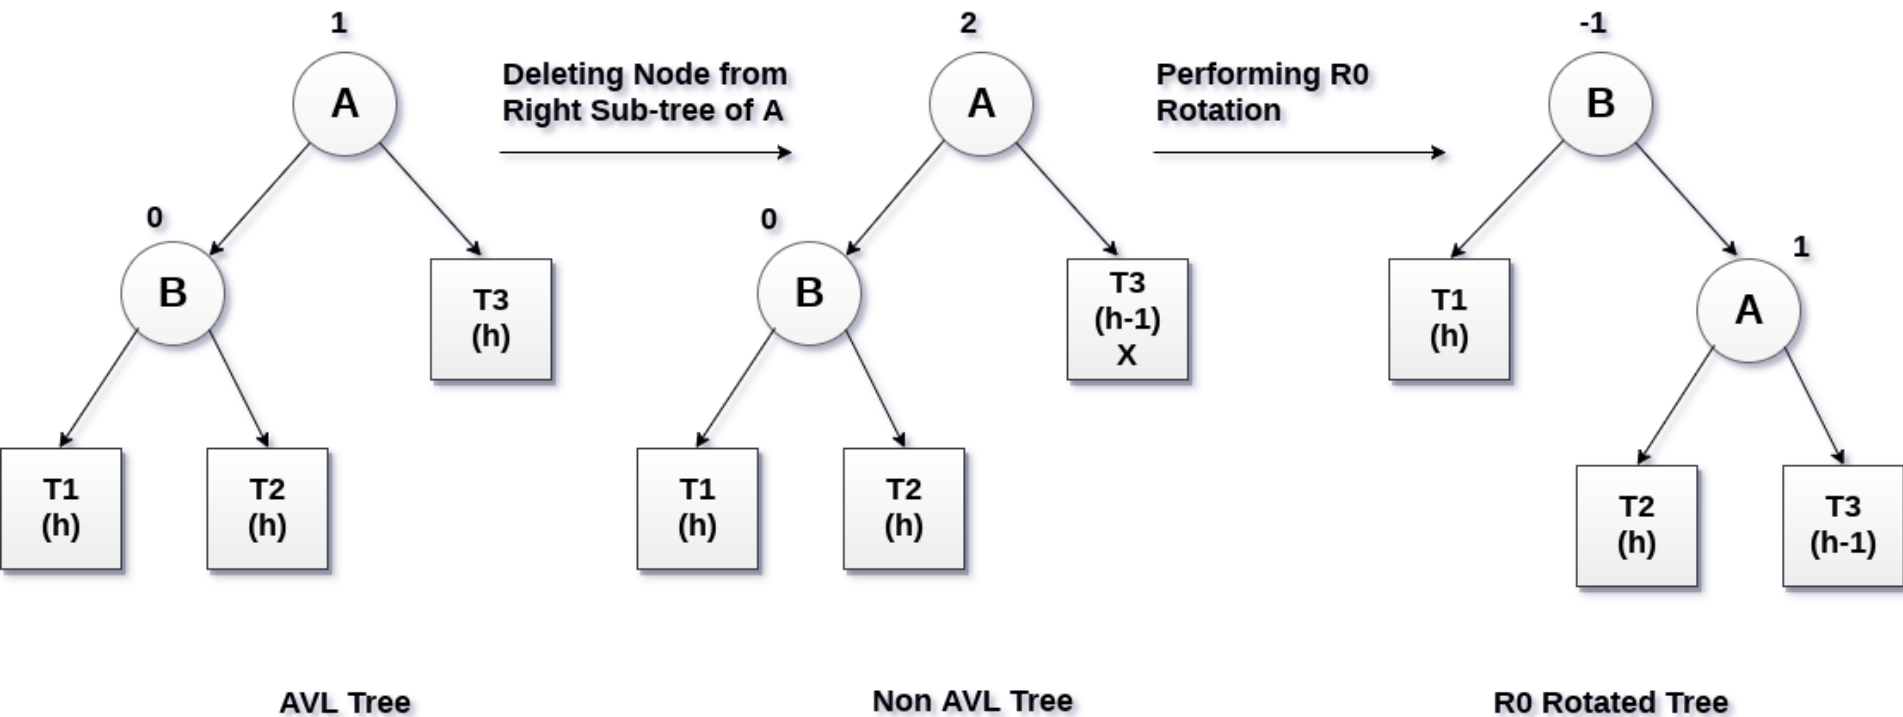 1
A
0
B
T3
(h)
T1
(h)
T2
(h)
AVL Tree
Deleting Node from
Right Sub-tree of A
2
A
0
B
T3
(h-1)
X
T1
(h)
T2
(h)
Non AVL Tree
Performing R0
Rotation
-1
B
T1
(h)
1
A
T2
(h)
T3
(h-1)
R0 Rotated Tree